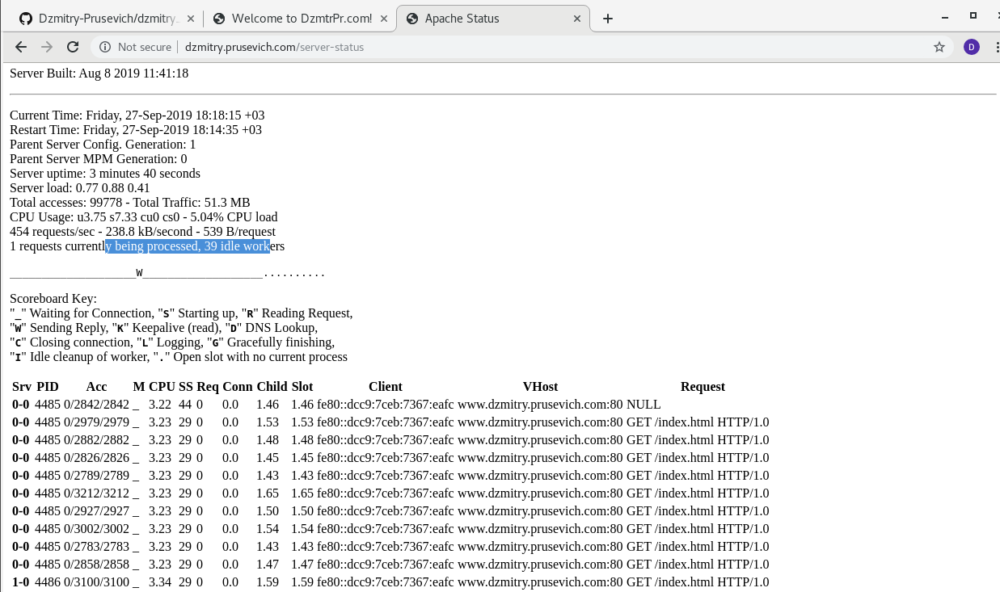 Dzmitry-Prusevich/dzmitry
Welcome to DzmtrPr.com!
Apache Status
Not secure
dzmitry.prusevich.com/server-status
D
Server Built: Aug 8 2019 11:41:18
Current Time: Friday, 27-Sep-2019 18:18:15 +03
Restart Time: Friday, 27-Sep-2019 18:14:35 +03
Parent Server Config. Generation: 1
Parent Server MPM Generation: 0
Server uptime: 3 minutes 40 seconds
Server load: 0.77 0.88 0.41
Total accesses: 99778 - Total Traffic: 51.3 MB
CPU Usage: u3.75 s7.33 cu0 cs0 - 5.04% CPU load
454 requests/sec - 238.8 kB/second - 539 B/request
1 requests currently being processed, 39 idle workers
____________________W___________________..........
Scoreboard Key:
"_" Waiting for Connection, "S" Starting up, "R" Reading Request,
"W" Sending Reply, "K" Keepalive (read), "D" DNS Lookup,
"C" Closing connection, "L" Logging, "G" Gracefully finishing,
"I" Idle cleanup of worker, "." Open slot with no current process
Srv PID Acc M CPU SS Req Conn Child Slot Client VHost Request
0-0 4485 0/2842/2842 _ 3.22 44 0 0.0 1.46 1.46 fe80::dcc9:7ceb:7367:eafc www.dzmitry.prusevich.com:80 NULL
0-0 4485 0/2979/2979 _ 3.23 29 0 0.0 1.53 1.53 fe80::dcc9:7ceb:7367:eafc www.dzmitry.prusevich.com:80 GET /index.html HTTP/1.0
0-0 4485 0/2882/2882 _ 3.23 29 0 0.0 1.48 1.48 fe80::dcc9:7ceb:7367:eafc www.dzmitry.prusevich.com:80 GET /index.html HTTP/1.0
0-0 4485 0/2826/2826 _ 3.23 29 0 0.0 1.45 1.45 fe80::dcc9:7ceb:7367:eafc www.dzmitry.prusevich.com:80 GET /index.html HTTP/1.0
0-0 4485 0/2789/2789 _ 3.23 29 0 0.0 1.43 1.43 fe80::dcc9:7ceb:7367:eafc www.dzmitry.prusevich.com:80 GET /index.html HTTP/1.0
0-0 4485 0/3212/3212 _ 3.23 29 0 0.0 1.65 1.65 fe80::dcc9:7ceb:7367:eafc www.dzmitry.prusevich.com:80 GET /index.html HTTP/1.0
0-0 4485 0/2927/2927 _ 3.23 29 0 0.0 1.50 1.50 fe80::dcc9:7ceb:7367:eafc www.dzmitry.prusevich.com:80 GET /index.html HTTP/1.0
0-0 4485 0/3002/3002 _ 3.23 29 0 0.0 1.54 1.54 fe80::dcc9:7ceb:7367:eafc www.dzmitry.prusevich.com:80 GET /index.html HTTP/1.0
0-0 4485 0/2783/2783 _ 3.23 29 0 0.0 1.43 1.43 fe80::dcc9:7ceb:7367:eafc www.dzmitry.prusevich.com:80 GET /index.html HTTP/1.0
0-0 4485 0/2858/2858 _ 3.23 29 0 0.0 1.47 1.47 fe80::dcc9:7ceb:7367:eafc www.dzmitry.prusevich.com:80 GET /index.html HTTP/1.0
1-0 4486 0/3100/3100 _ 3.34 29 0 0.0 1.59 1.59 fe80::dcc9:7ceb:7367:eafc www.dzmitry.prusevich.com:80 GET /index.html HTTP/1.0